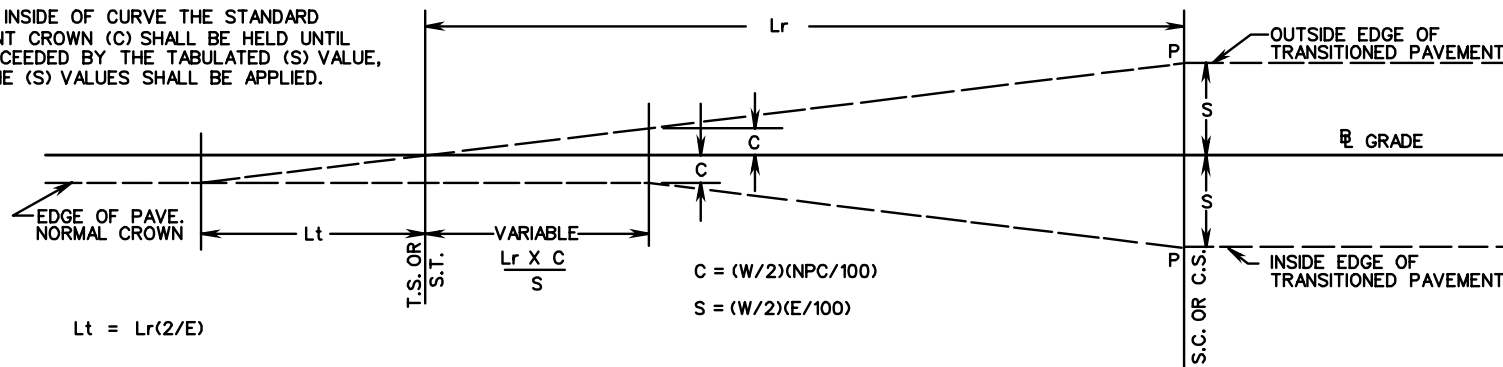 INSIDE OF CURVE THE STANDARD
CROWN (C) SHALL BE HELD UNTIL
BY THE TABULATED (S) VALUE,
(S) VALUES SHALL BE APPLIED.
Lr
P
OUTSIDE EDGE OF
TRANSITIONED PAVEMENT
S
C
GRADE
C
S
EDGE OF PAVE.
NORMAL CROWN
Lt
T.S. OR
S.T.
VARIABLE
Lr X C
S
C = (W/2)(NPC/100)
S = (W/2)(E/100)
P
S.C. OR C.S.
INSIDE EDGE OF
TRANSITIONED PAVEMENT
Lt = Lr(2/E)